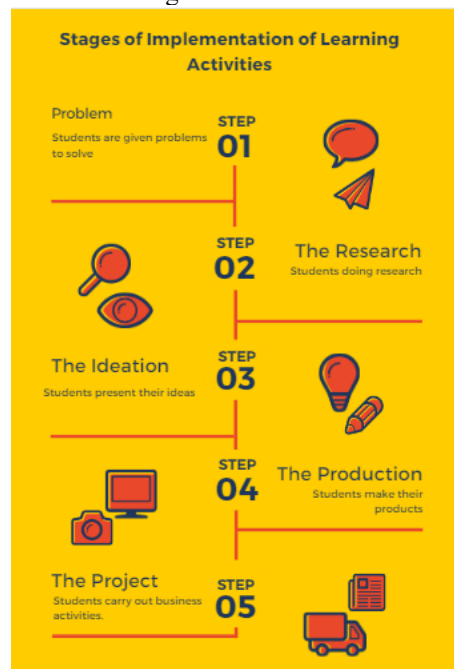 Stages of Implementation of Learning
Activities
Problem
Students are given problems
to solve
STEP
01
STEP
02
The Research
Students doing research
The Ideation
Students present their ideas
STEP
03
STEP
04
The Production
Students make their
products
The Project
Students carry out business
activities.
STEP
05